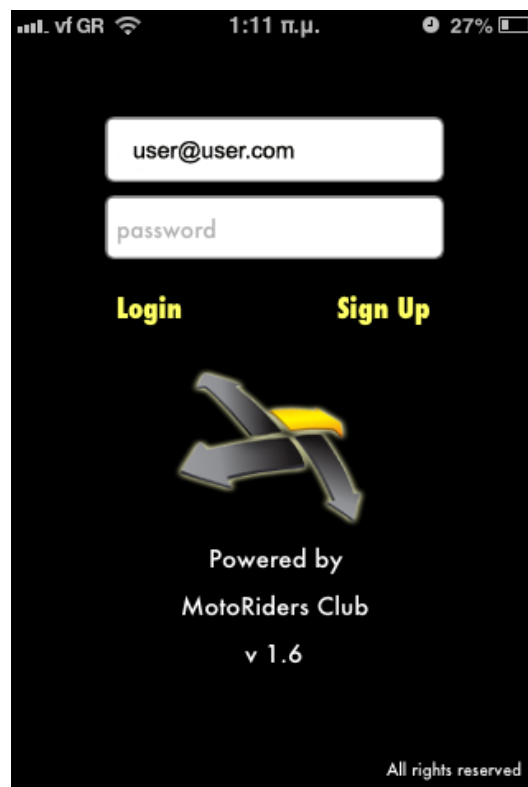 vf GR 1:11 π.μ. 27%
user@user.com
password
Login Sign Up
Powered by
MotoRiders Club
v 1.6
All rights reserved